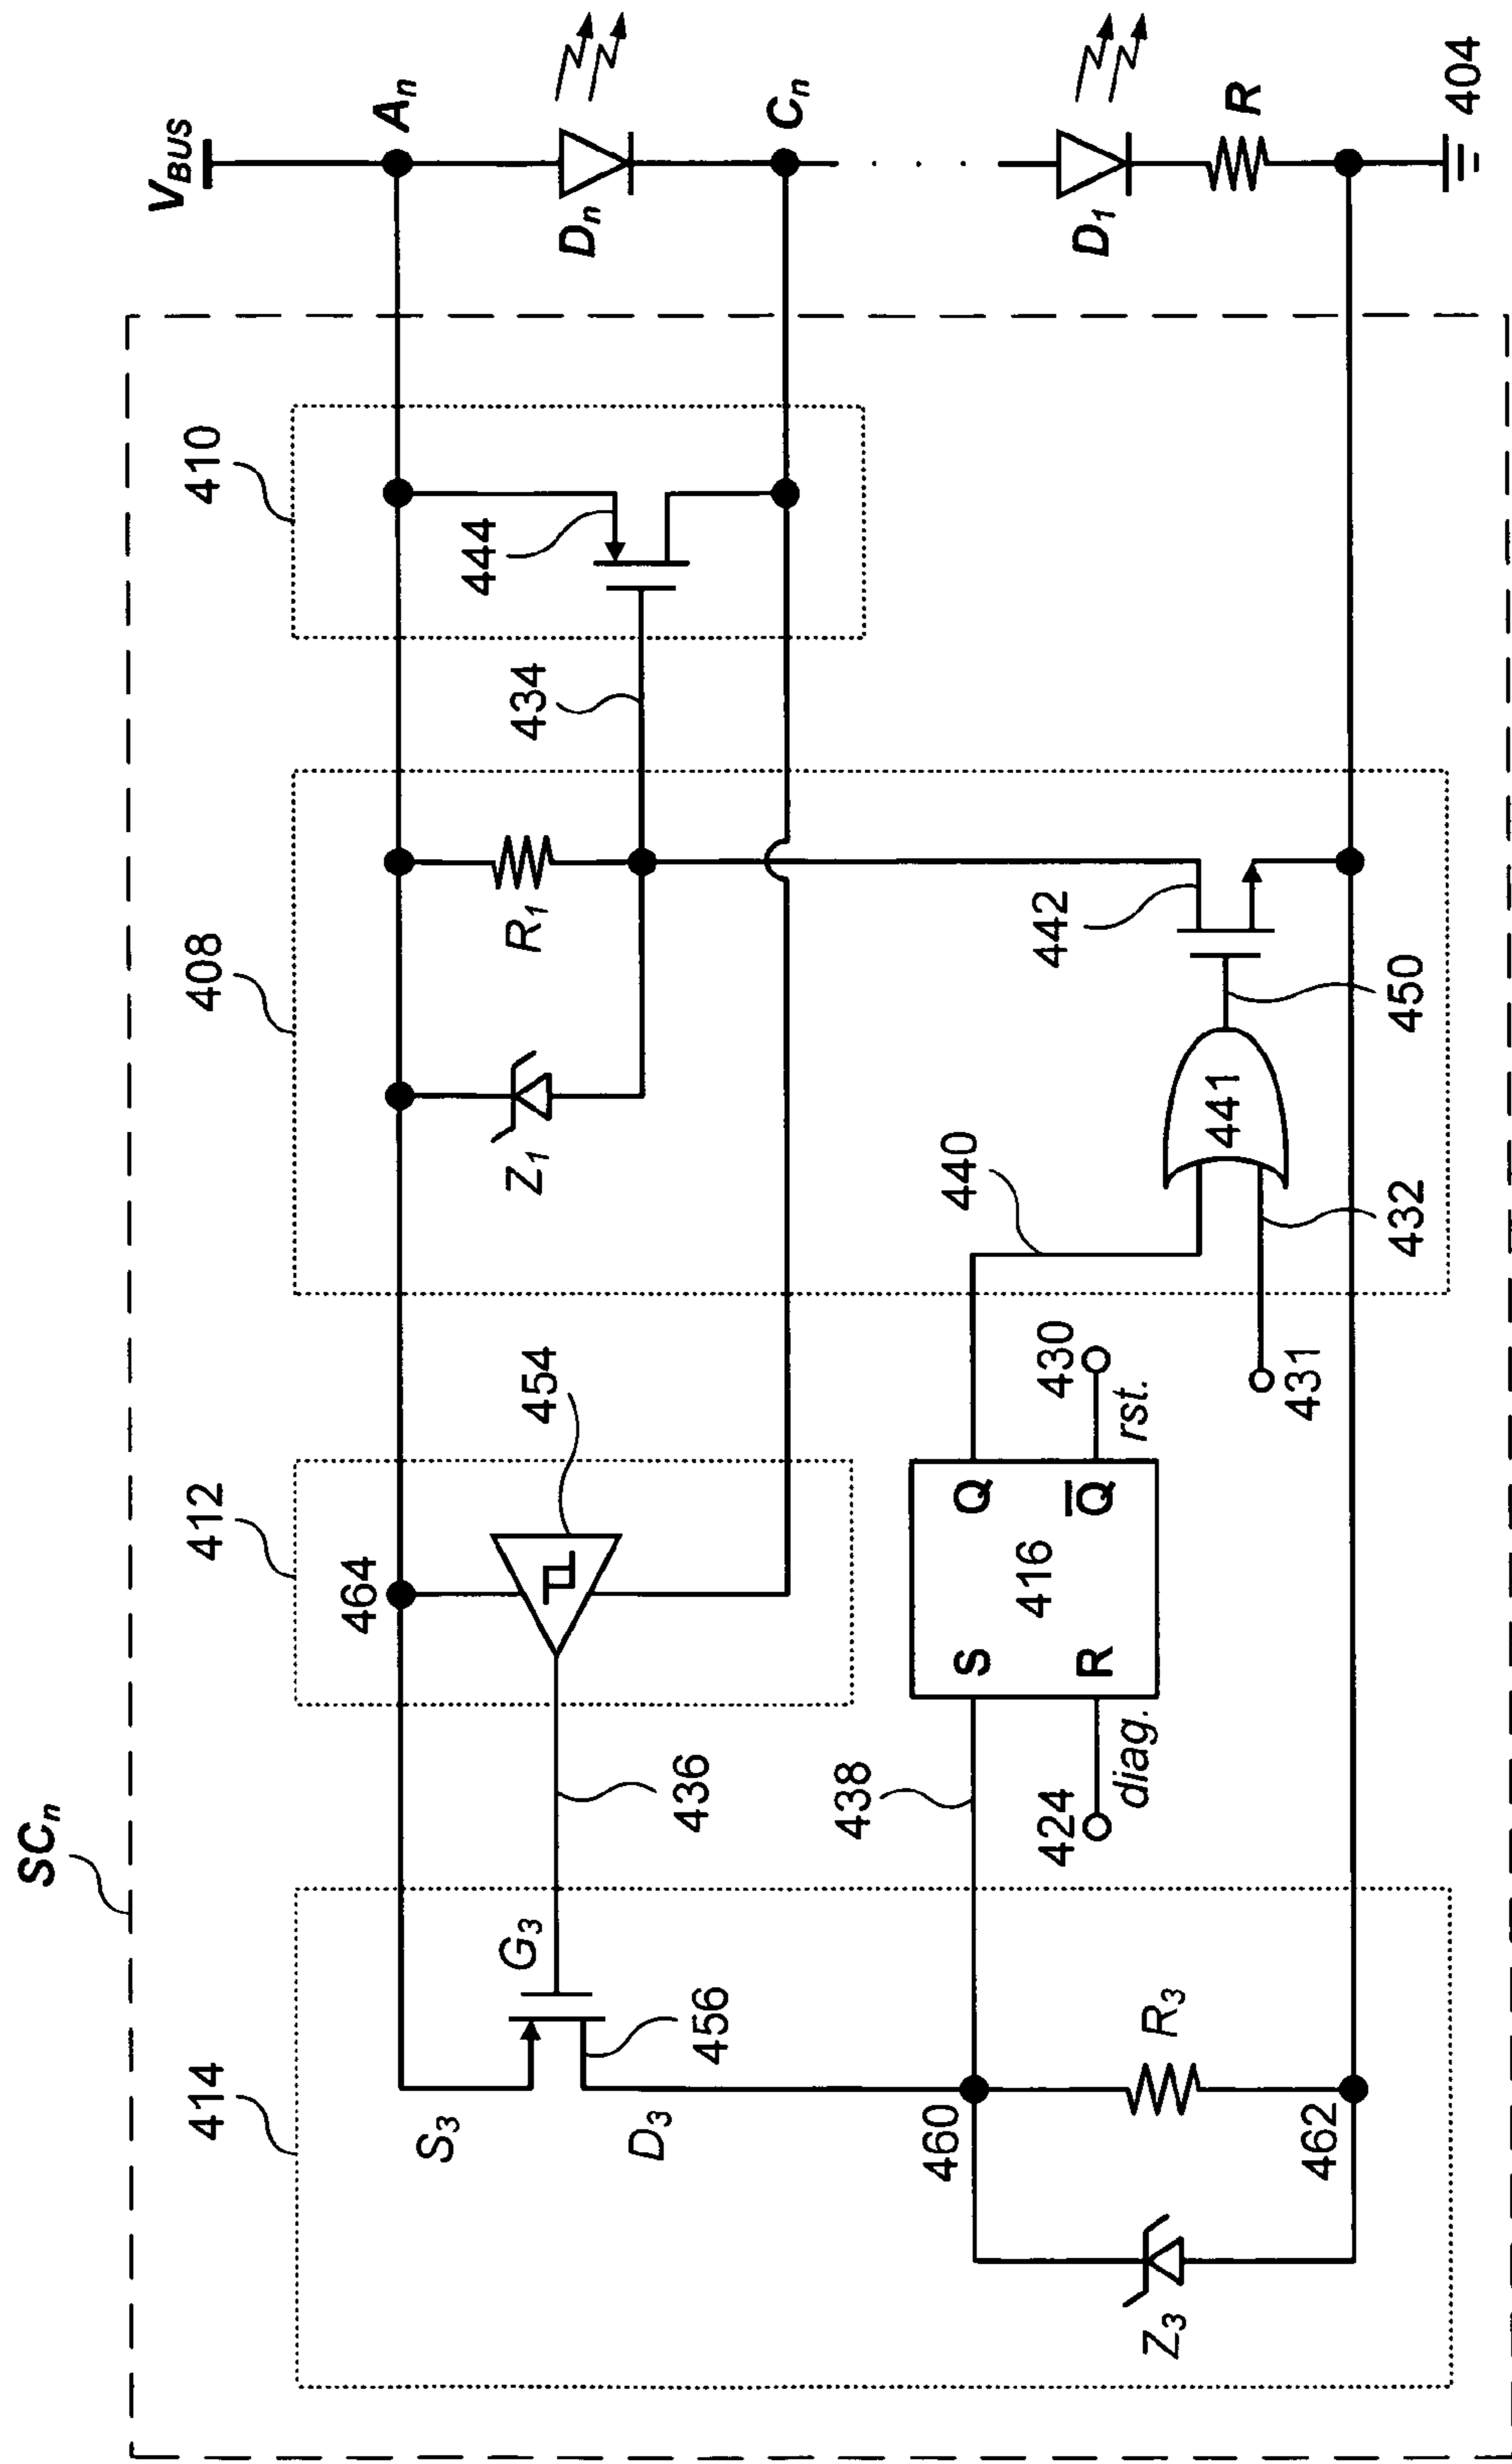 SCn
VBUS
An
410
408
412
414
444
464
454
S3
G3
Z1
R1
434
Dn
436
456
D3
Cn
438
440
442
460
S
Q
416
424
R
Q
430
diag.
rst.
441
D1
R3
Z3
431
432
450
R
462
404